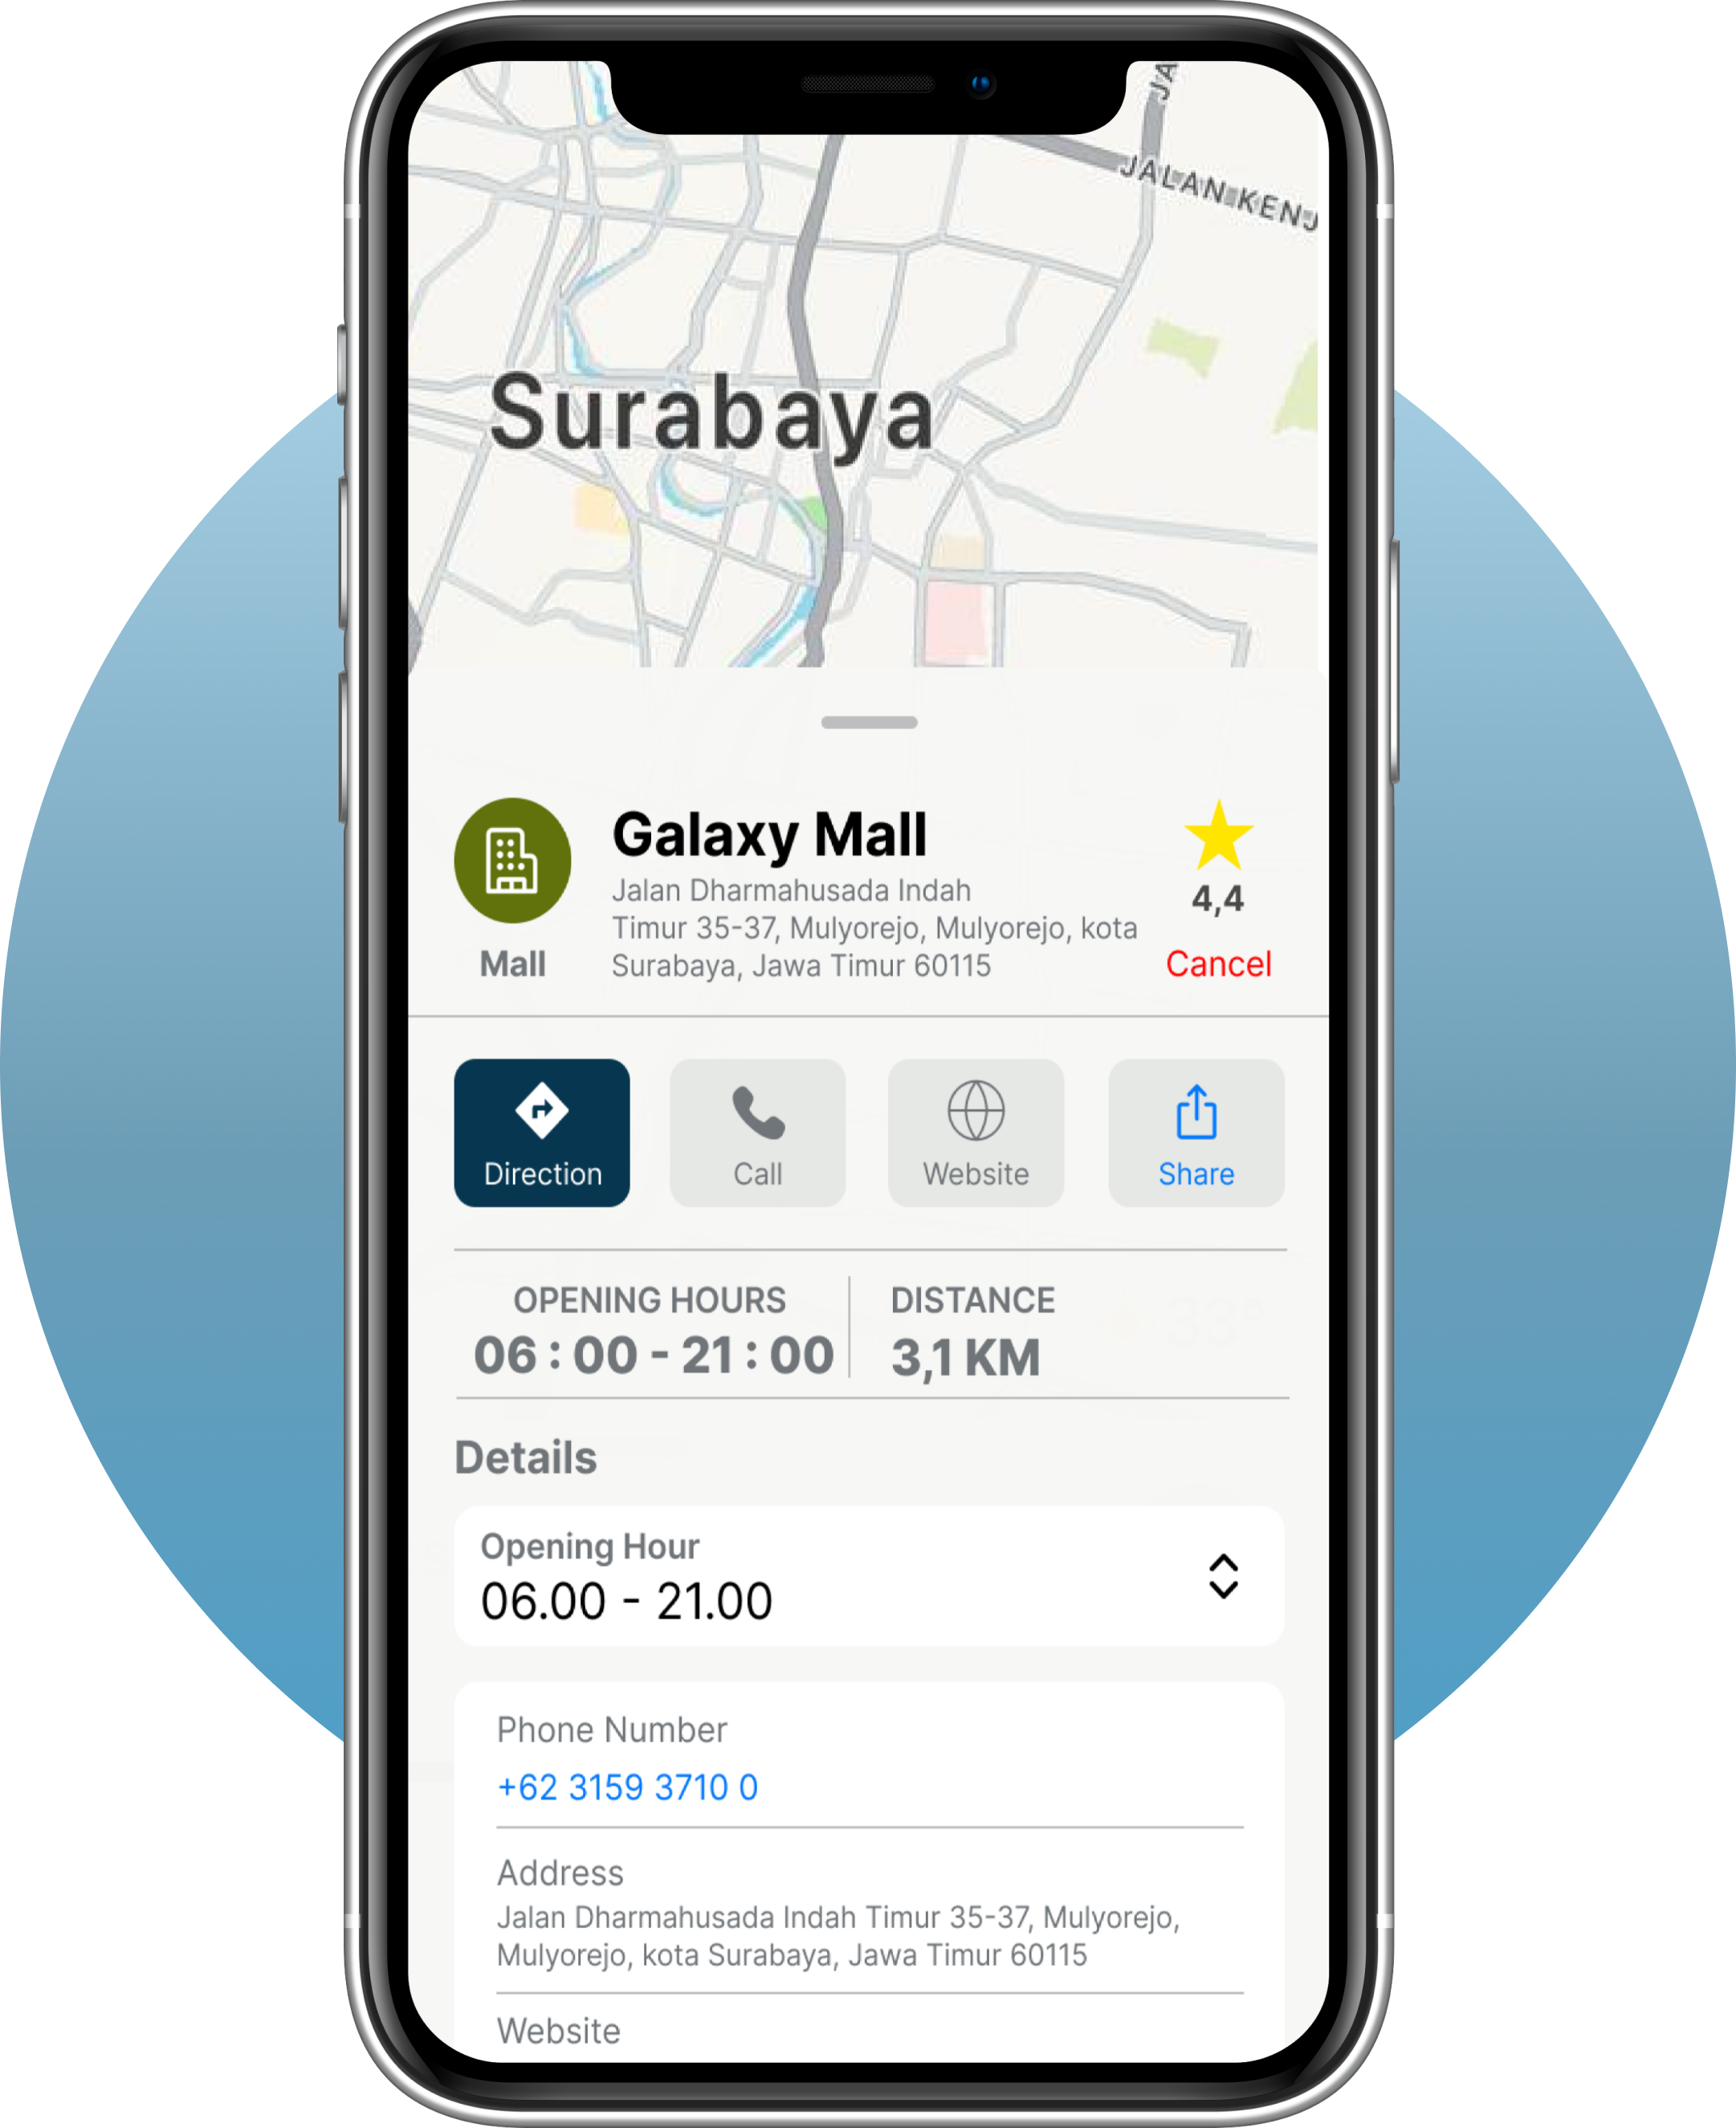 JA
JALAN KENJ
Surabaya
Galaxy Mall
Jalan Dharmahusada Indah
Timur 35-37, Mulyorejo, Mulyorejo, kota
Surabaya, Jawa Timur 60115
4,4
Mall
Cancel
Direction
Call
Website
Share
OPENING HOURS
06 : 00 - 21 : 00
DISTANCE
3,1 KM
33°
Details
Opening Hour
06.00 - 21.00
Phone Number
+62 3159 3710 0
Address
Jalan Dharmahusada Indah Timur 35-37, Mulyorejo,
Mulyorejo, kota Surabaya, Jawa Timur 60115
Website